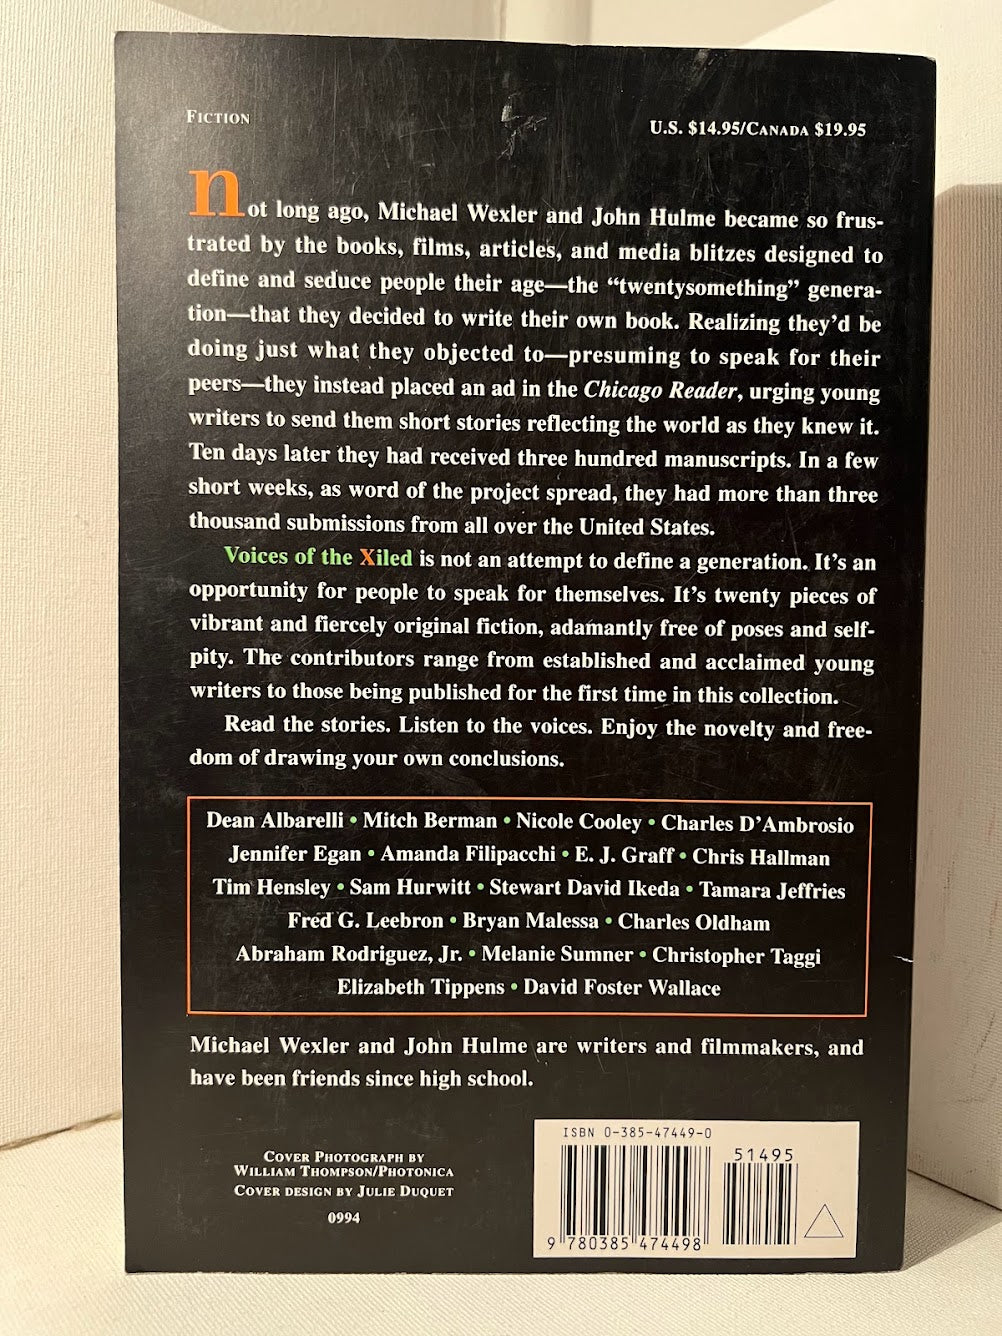 FICTION
U.S. $14.95/CANADA $19.95
not long ago, Michael Wexler and John Hulme became so frus-
trated by the books, films, articles, and media blitzes designed to
define and seduce people their age—the “twentysomething” genera-
tion—that they decided to write their own book. Realizing they’d be
doing just what they objected to—presuming to speak for their
peers—they instead placed an ad in the Chicago Reader, urging young
writers to send them short stories reflecting the world as they knew it.
Ten days later they had received three hundred manuscripts. In a few
short weeks, as word of the project spread, they had more than three
thousand submissions from all over the United States.
Voices of the Xiled is not an attempt to define a generation. It’s an
opportunity for people to speak for themselves. It’s twenty pieces of
vibrant and fiercely original fiction, adamantly free of poses and self-
pity. The contributors range from established and acclaimed young
writers to those being published for the first time in this collection.
Read the stories. Listen to the voices. Enjoy the novelty and free-
dom of drawing your own conclusions.
Dean Albarelli • Mitch Berman • Nicole Cooley • Charles D’Ambrosio
Jennifer Egan • Amanda Filipacchi • E. J. Graff • Chris Hallman
Tim Hensley • Sam Hurwitt • Stewart David Ikeda • Tamara Jeffries
Fred G. Leebron • Bryan Malessa • Charles Oldham
Abraham Rodriguez, Jr. • Melanie Sumner • Christopher Taggi
Elizabeth Tippens • David Foster Wallace
Michael Wexler and John Hulme are writers and filmmakers, and
have been friends since high school.
COVER PHOTOGRAPH BY
WILLIAM THOMPSON/PHOTONICA
COVER DESIGN BY JULIE DUQUET
0994
ISBN 0-385-47449-0
51495
9 780385 474498